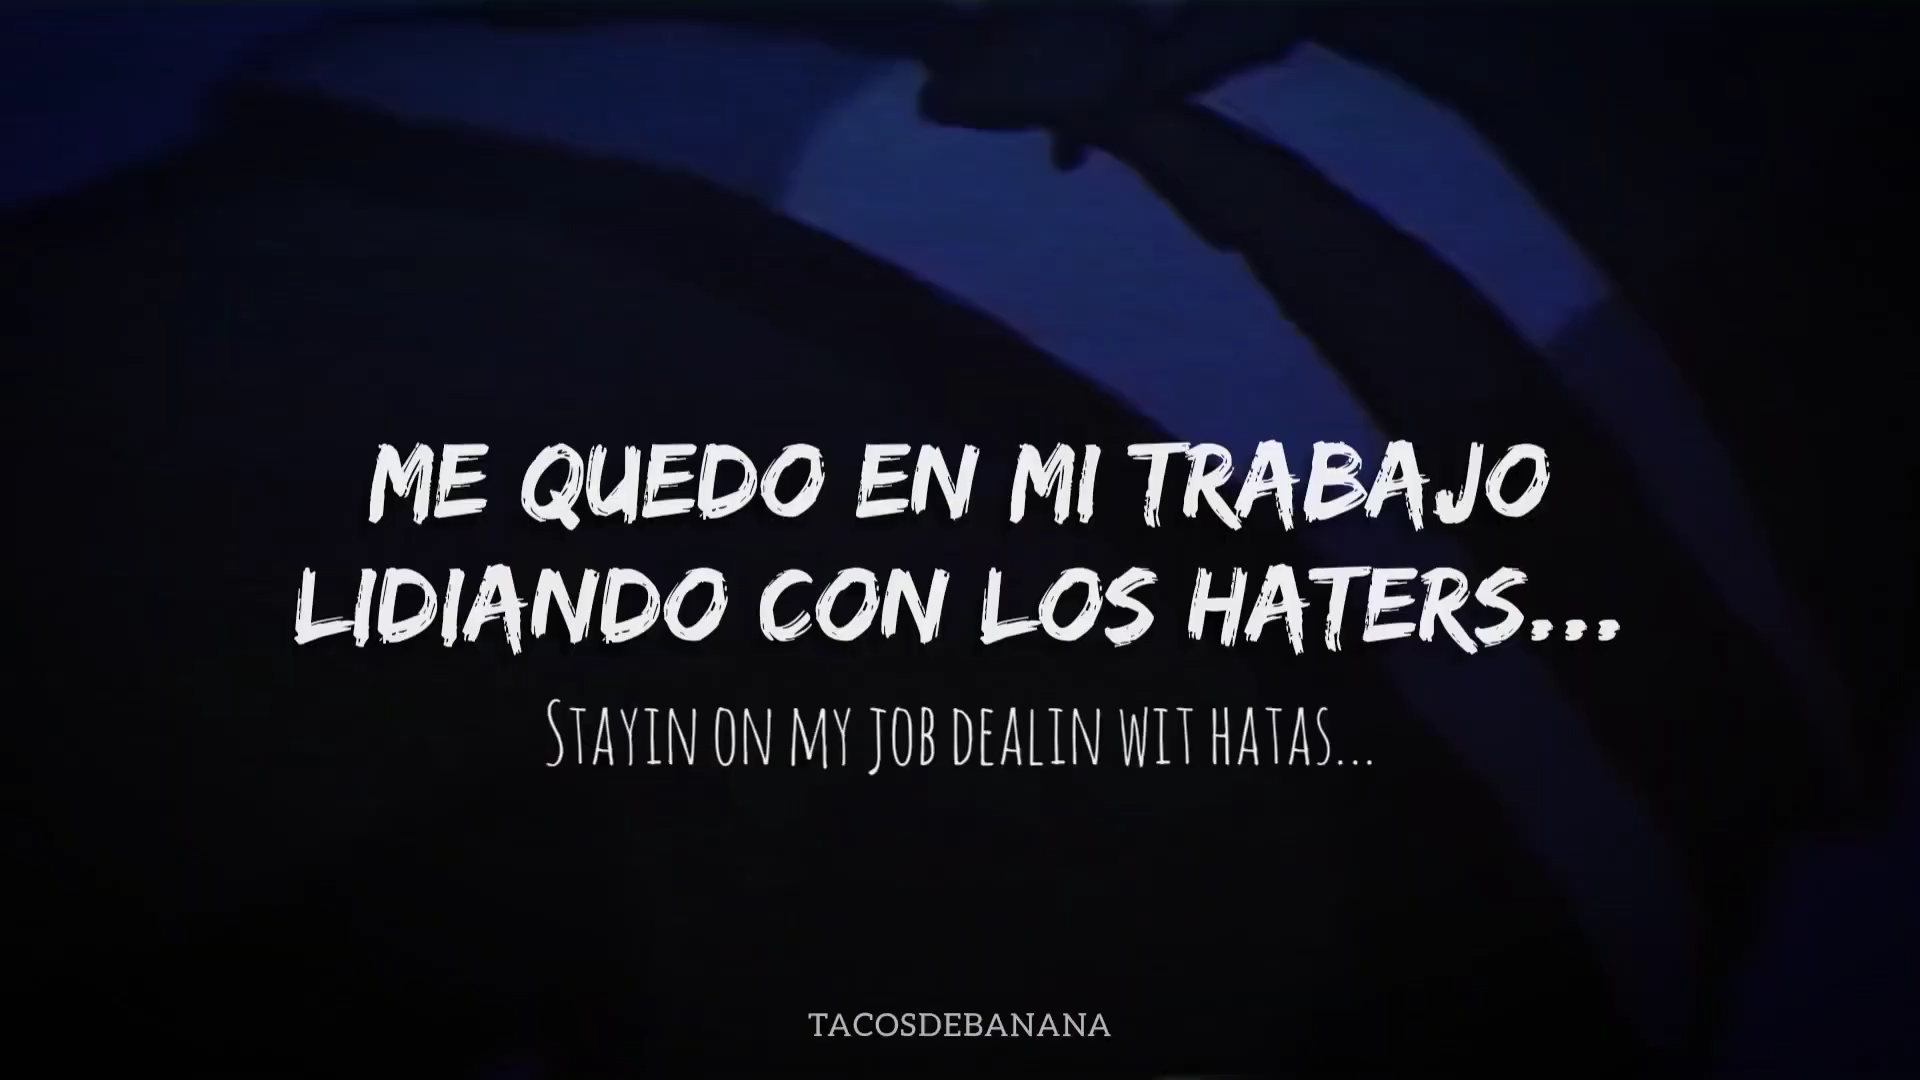 ME QUEDO EN MI TRABAJO
LIDIANDO CON LOS HATERS...
STAYIN ON MY JOB DEALIN WIT HATAS...
TACOSDEBANANA